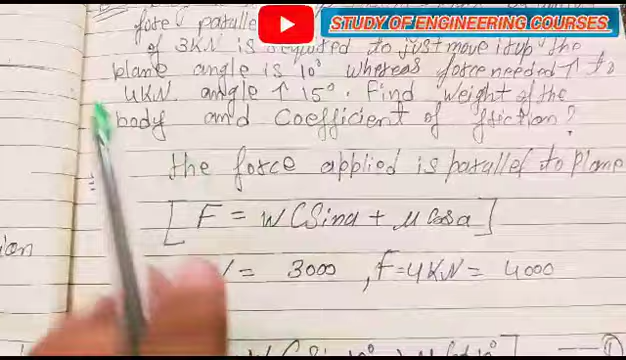 STUDY OF ENGINEERING COURSES
force parallel
of 3KN is required to just move it up the
plane angle is 10° whereas force needed ↑ to
4KN. angle ↑ 15°. Find weight of the
body and coefficient of friction?
the force applied is parallel to plane
[ F = W (Sinα + μ Cosα ]
= 3000 , F = 4KN = 4000